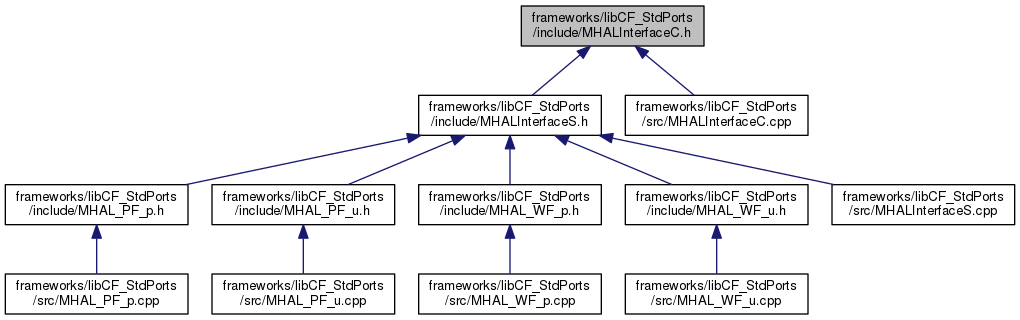 frameworks/libCF_StdPorts
/include/MHALInterfaceC.h
frameworks/libCF_StdPorts
/include/MHALInterfaceS.h
frameworks/libCF_StdPorts
/src/MHALInterfaceC.cpp
frameworks/libCF_StdPorts
/include/MHAL_PF_p.h
frameworks/libCF_StdPorts
/include/MHAL_PF_u.h
frameworks/libCF_StdPorts
/include/MHAL_WF_p.h
frameworks/libCF_StdPorts
/include/MHAL_WF_u.h
frameworks/libCF_StdPorts
/src/MHALInterfaceS.cpp
frameworks/libCF_StdPorts
/src/MHAL_PF_p.cpp
frameworks/libCF_StdPorts
/src/MHAL_PF_u.cpp
frameworks/libCF_StdPorts
/src/MHAL_WF_p.cpp
frameworks/libCF_StdPorts
/src/MHAL_WF_u.cpp